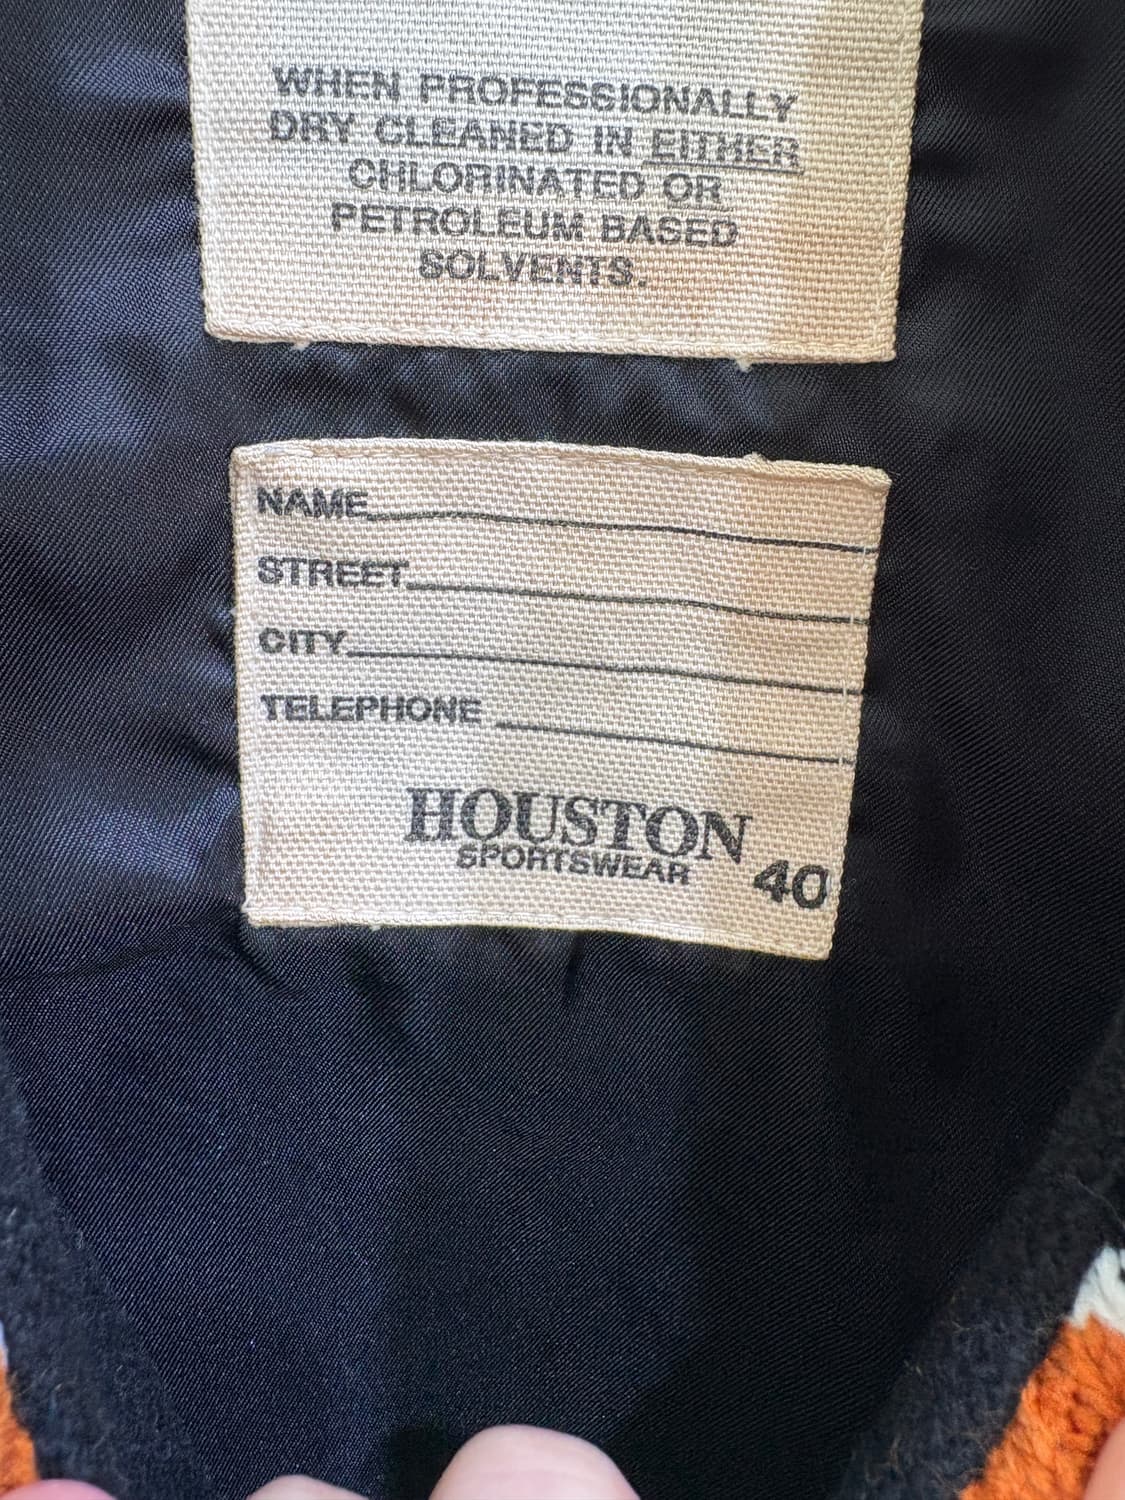 WHEN PROFESSIONALLY
DRY CLEANED IN EITHER
CHLORINATED OR
PETROLEUM BASED
SOLVENTS.
NAME
STREET
CITY
TELEPHONE
HOUSTON
SPORTSWEAR
40